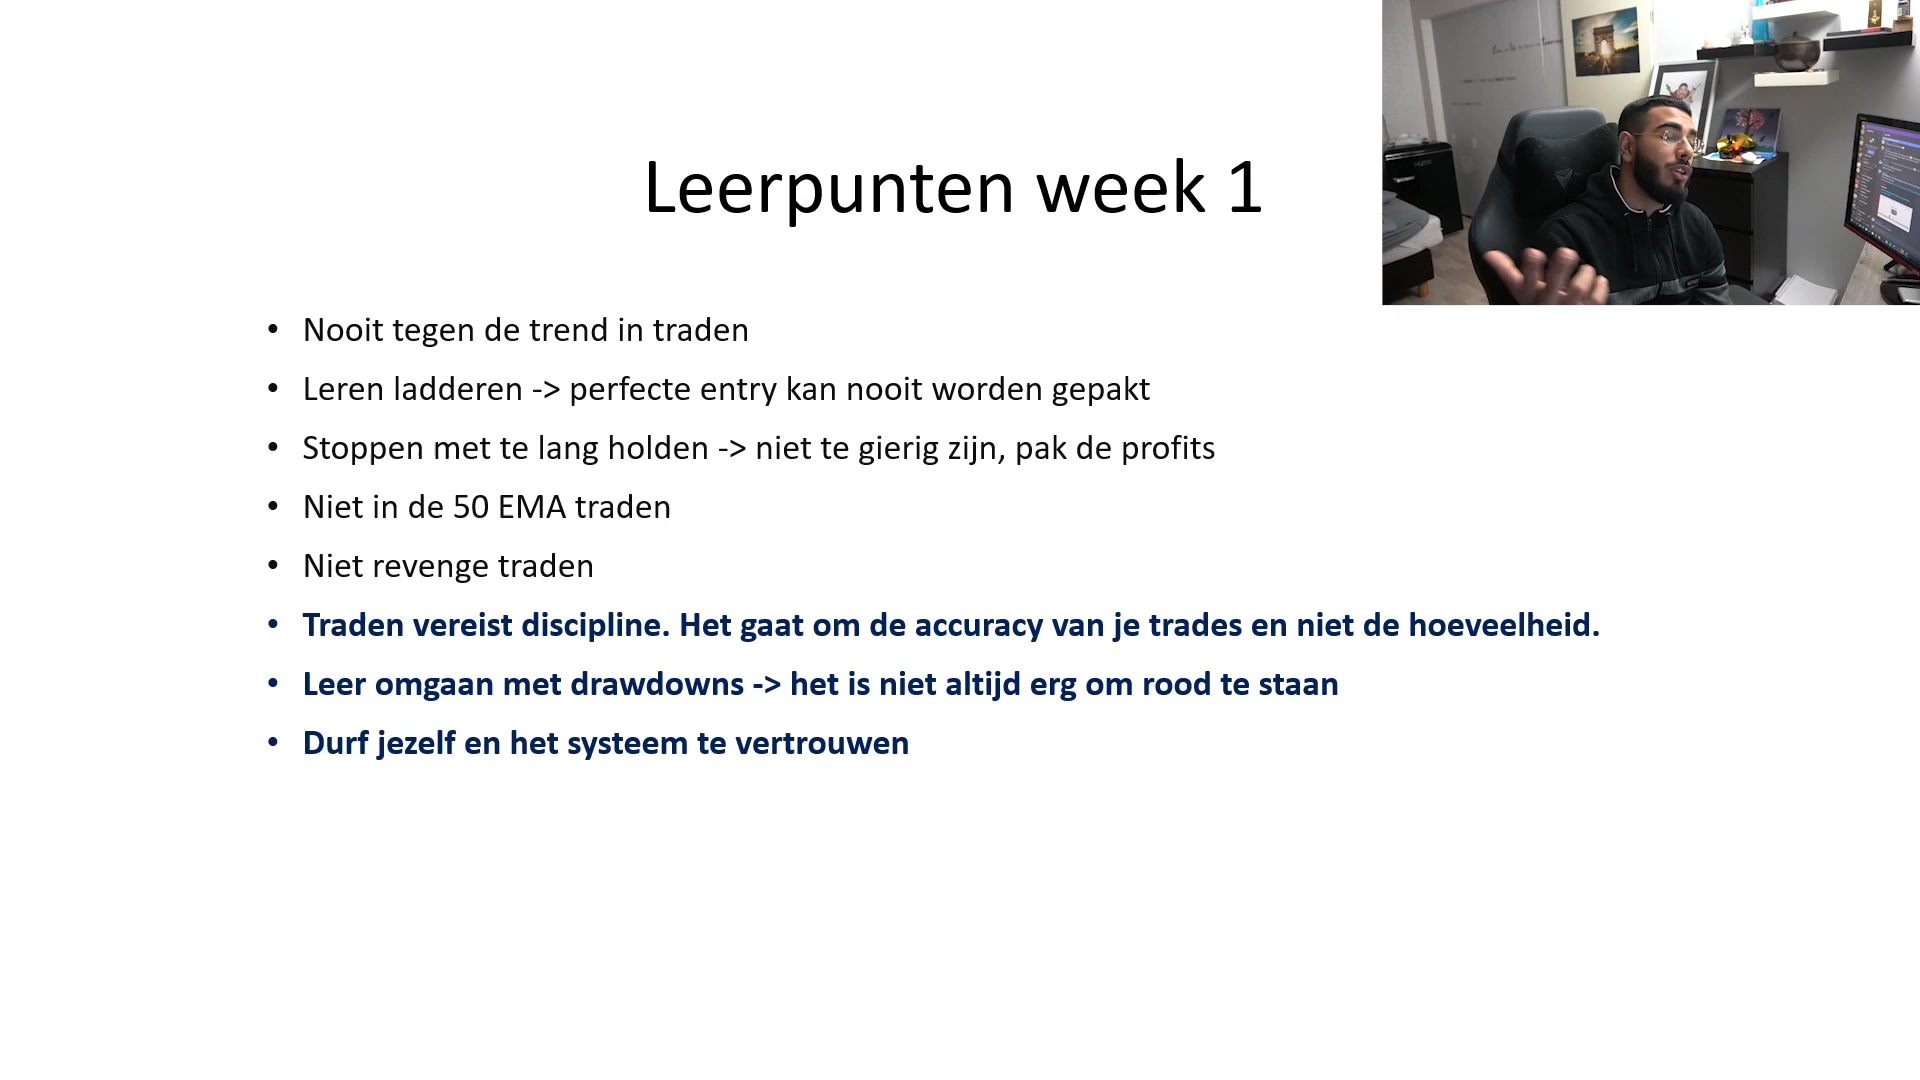 Leerpunten week 1
• Nooit tegen de trend in traden
• Leren ladderen -> perfecte entry kan nooit worden gepakt
• Stoppen met te lang holden -> niet te gierig zijn, pak de profits
• Niet in de 50 EMA traden
• Niet revenge traden
• Traden vereist discipline. Het gaat om de accuracy van je trades en niet de hoeveelheid.
• Leer omgaan met drawdowns -> het is niet altijd erg om rood te staan
• Durf jezelf en het systeem te vertrouwen